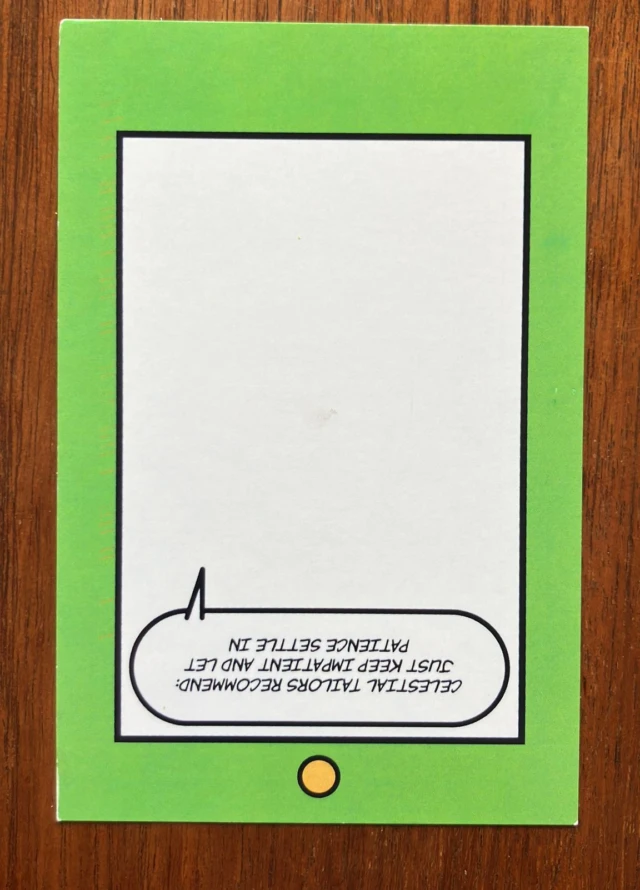 CELESTIAL TAILORS RECOMMEND:
JUST KEEP IMPATIENT AND LET
PATIENCE SETTLE IN